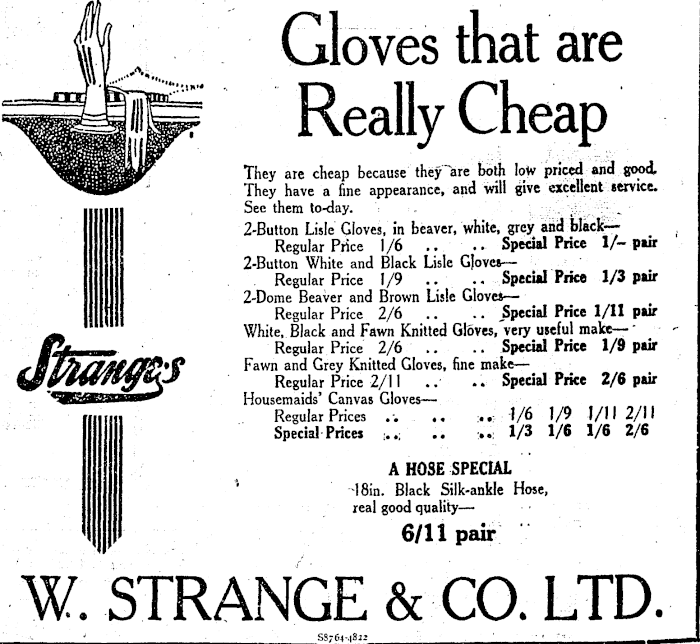 Gloves that are
Really Cheap
They are cheap because they are both low priced and good.
They have a fine appearance, and will give excellent service.
See them to-day.
2-Button Lisle Gloves, in beaver, white, grey and black—
Regular Price 1/6 .. .. Special Price 1/- pair
2-Button White and Black Lisle Gloves—
Regular Price 1/9 .. .. Special Price 1/3 pair
2-Dome Beaver and Brown Lisle Gloves—
Regular Price 2/6 .. .. Special Price 1/11 pair
White, Black and Fawn Knitted Gloves, very useful make—
Regular Price 2/6 .. .. Special Price 1/9 pair
Fawn and Grey Knitted Gloves, fine make—
Regular Price 2/11 .. .. Special Price 2/6 pair
Housemaids' Canvas Gloves—
Regular Prices .. .. .. 1/6 1/9 1/11 2/11
Special Prices .. .. .. 1/3 1/6 1/6 2/6
Strange's
A HOSE SPECIAL
18in. Black Silk-ankle Hose,
real good quality—
6/11 pair
W. STRANGE & CO. LTD.
S8764-4822